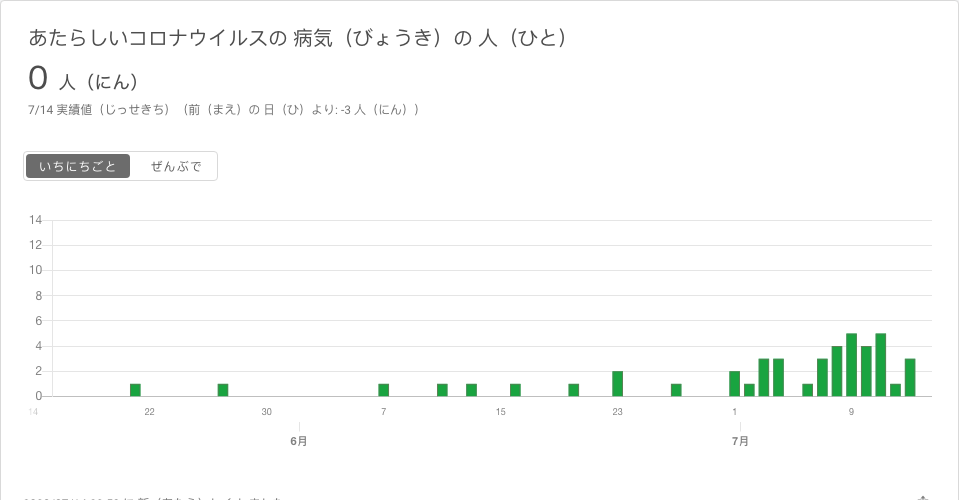 あたらしいコロナウイルスの 病気（びょうき）の 人（ひと）
0 人（にん）
7/14 実績値（じっせきち）（前（まえ）の 日（ひ）より: -3 人（にん））
いちにちごと ぜんぶで
14
12
10
8
6
4
2
0
14 22 30 7 15 23 1 9
6月 7月